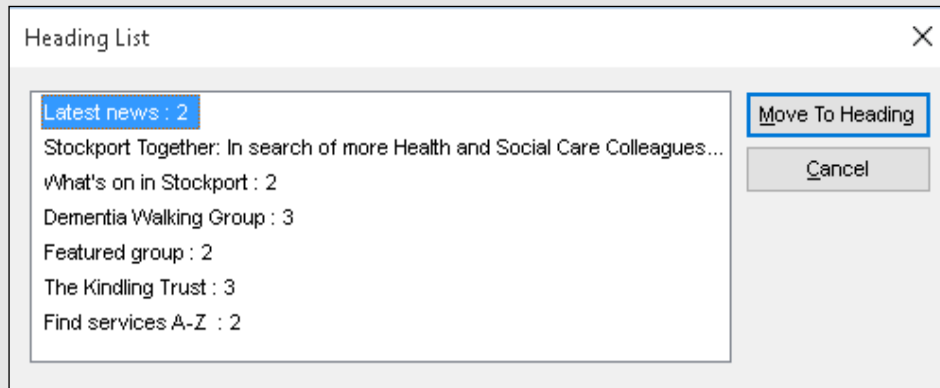 Heading List
Latest news : 2
Stockport Together: In search of more Health and Social Care Colleagues...
What's on in Stockport : 2
Dementia Walking Group : 3
Featured group : 2
The Kindling Trust : 3
Find services A-Z : 2
Move To Heading
Cancel